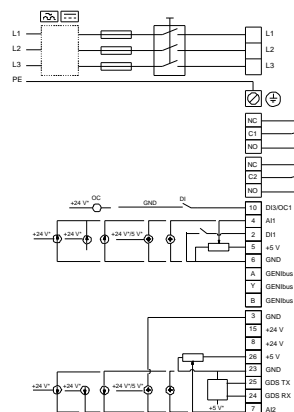 L1
L1
L2
L2
L3
L3
PE
NC
C1
NO
NC
C2
NO
+24 V*
OC
GND
DI
10
DI3/OC1
4
AI1
2
DI1
+24 V*
+24 V*
+24 V*/5 V*
5
+5 V
6
GND
A
GENIbus
Y
GENIbus
B
GENIbus
3
GND
15
+24 V
8
+24 V
26
+5 V
23
GND
25
GDS TX
+24 V*
+24 V*
+24 V*/5 V*
24
GDS RX
+5 V*
7
AI2